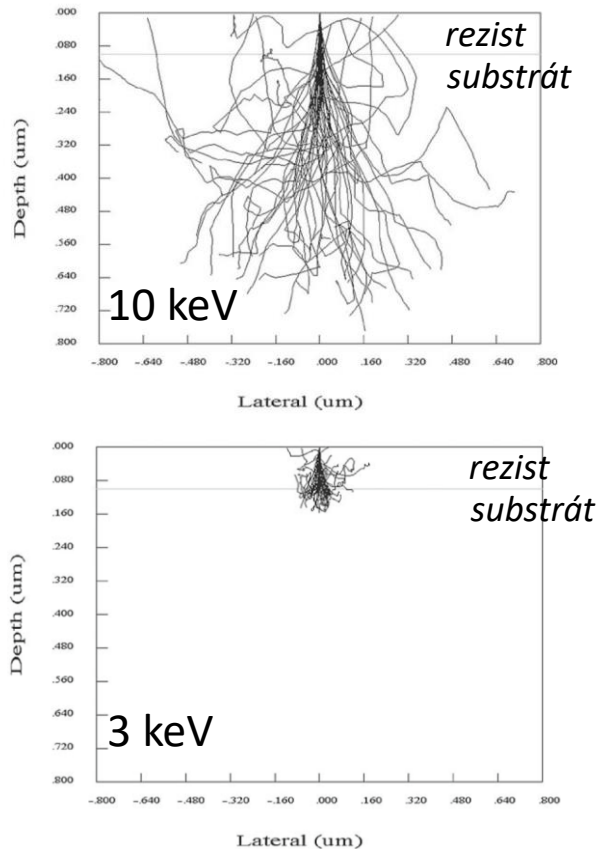 .000
.080
.160
.240
.320
.400
.480
.560
.640
.720
.800
Depth (um)
rezist
substrát
10 keV
-.800 -.640 -.480 -.320 -.160 .000 .160 .320 .480 .640 .800
Lateral (um)
.000
.080
.160
.240
.320
.400
.480
.560
.640
.720
.800
Depth (um)
rezist
substrát
3 keV
-.800 -.640 -.480 -.320 -.160 .000 .160 .320 .480 .640 .800
Lateral (um)